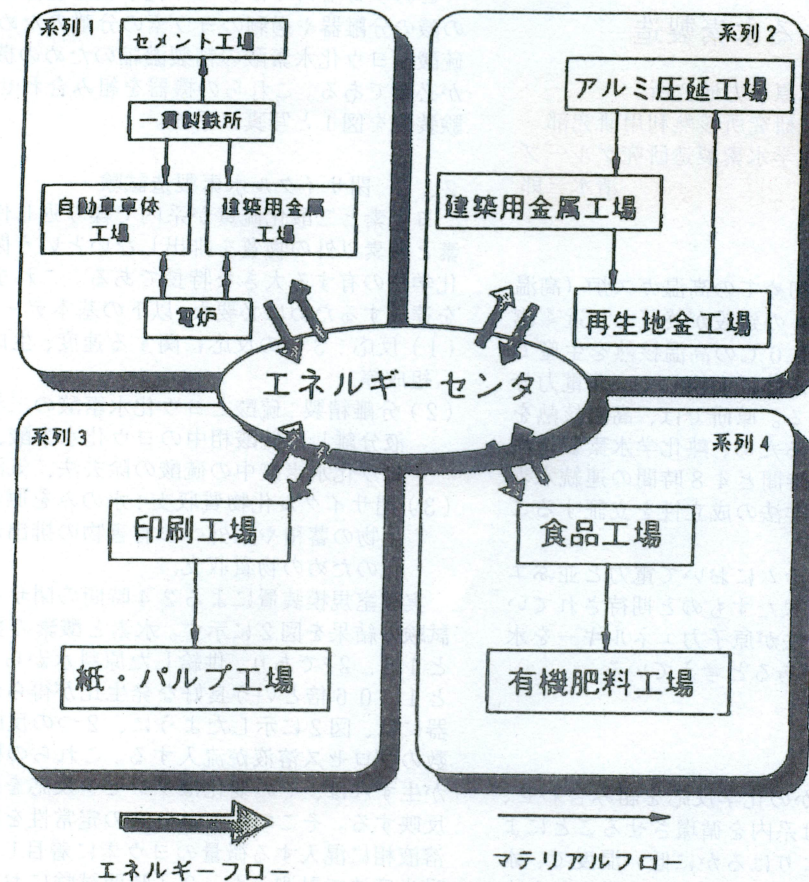 系列1
セメント工場
一貫製鉄所
自動車車体
工場
建築用金属
工場
電炉
系列2
アルミ圧延工場
建築用金属工場
再生地金工場
エネルギーセンタ
系列3
印刷工場
紙・パルプ工場
系列4
食品工場
有機肥料工場
エネルギーフロー
マテリアルフロー